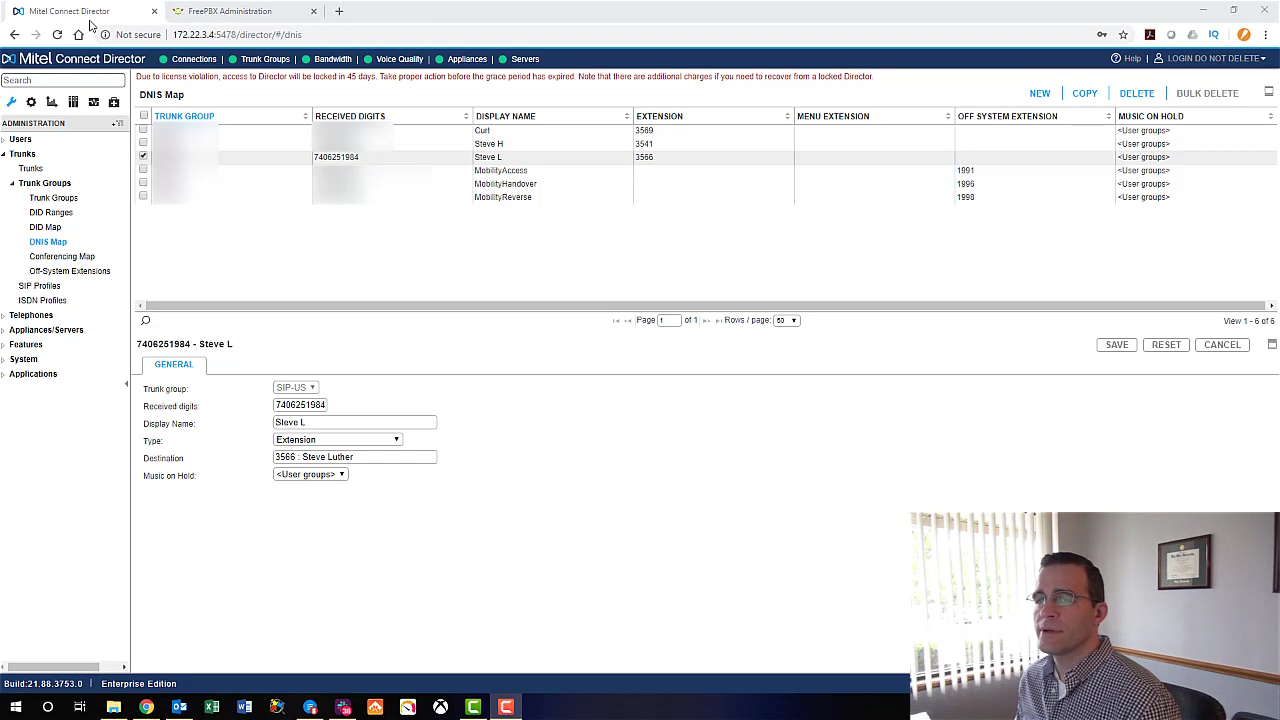 Mitel Connect Director
FreePBX Administration
Not secure | 172.22.3.4:5478/director/#/dnis
Mitel Connect Director Connections Trunk Groups Bandwidth Voice Quality Appliances Servers Help LOGIN DO NOT DELETE
Search
Due to license violation, access to Director will be locked in 45 days. Take proper action before the grace period has expired. Note that there are additional charges if you need to recover from a locked Director.
DNIS Map
NEW COPY DELETE BULK DELETE
TRUNK GROUP RECEIVED DIGITS DISPLAY NAME EXTENSION MENU EXTENSION OFF SYSTEM EXTENSION MUSIC ON HOLD
Curt 3569 <User groups>
Steve H 3541 <User groups>
7406251984 Steve L 3566 <User groups>
MobilityAccess 1991 <User groups>
MobilityHandover 1996 <User groups>
MobilityReverse 1998 <User groups>
ADMINISTRATION
Users
Trunks
Trunks
Trunk Groups
Trunk Groups
DID Ranges
DID Map
DNIS Map
Conferencing Map
Off-System Extensions
SIP Profiles
ISDN Profiles
Telephones
Appliances/Servers
Features
System
Applications
Page 1 of 1 Rows / page: 50 View 1 - 6 of 6
7406251984 - Steve L
SAVE RESET CANCEL
GENERAL
Trunk group: SIP-US
Received digits: 7406251984
Display Name: Steve L
Type: Extension
Destination 3566 : Steve Luther
Music on Hold: <User groups>
Build:21.88.3753.0 | Enterprise Edition